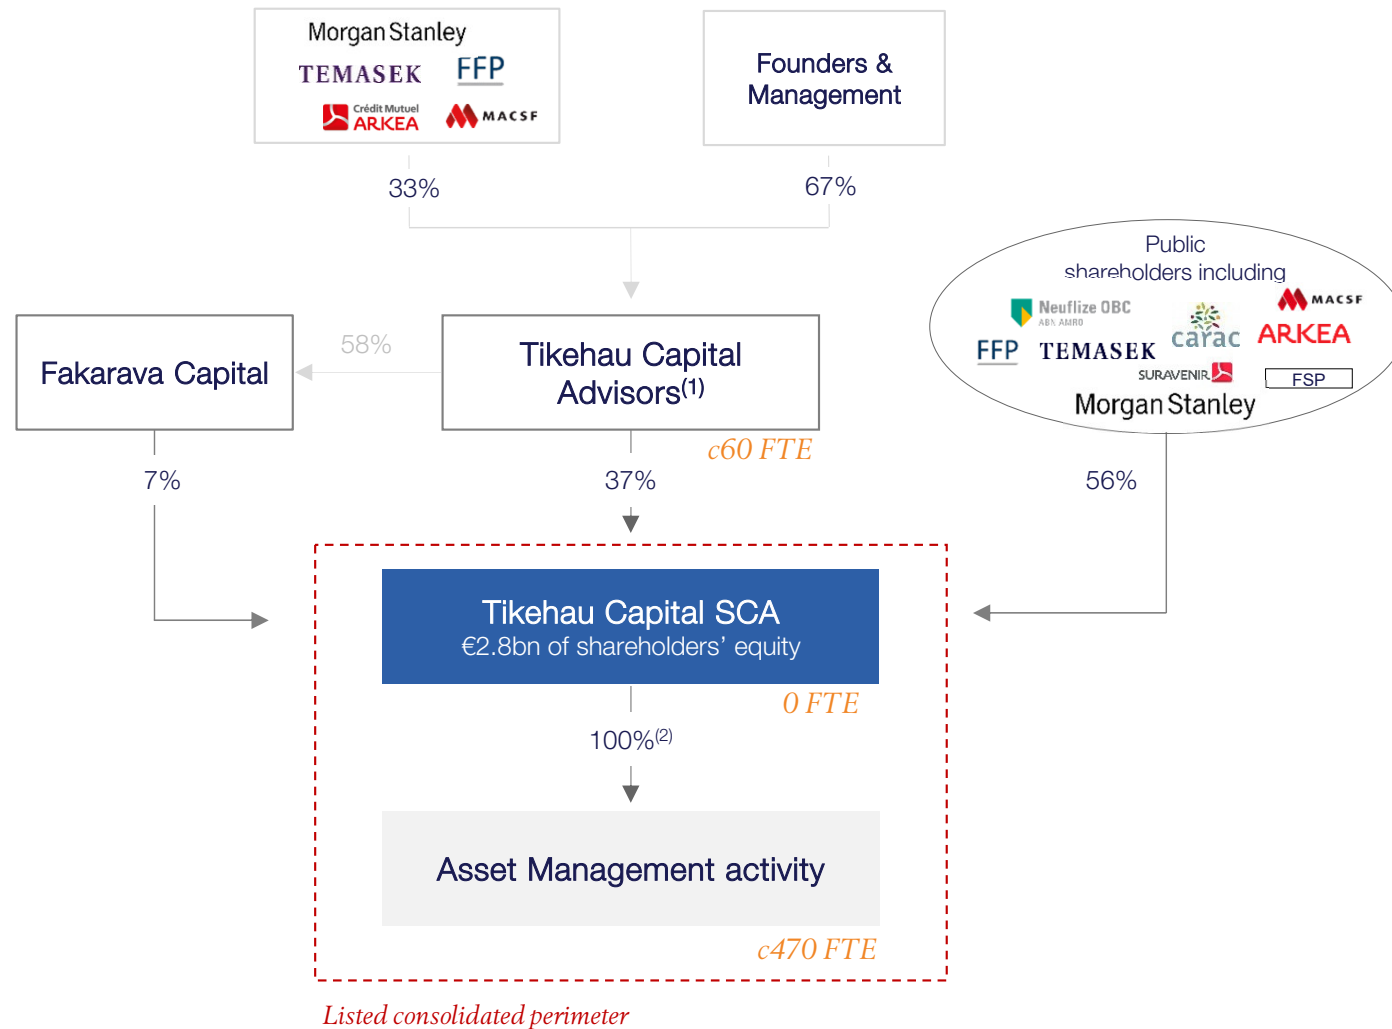 Morgan Stanley
TEMASEK
FFP
Crédit Mutuel
ARKEA
MACSF
Founders &
Management
33%
67%
Public
shareholders including
Neuflize OBC
ABN AMRO
carac
MACSF
ARKEA
FFP
TEMASEK
SURAVENIR
FSP
Morgan Stanley
Fakarava Capital
58%
Tikehau Capital
Advisors(1)
c60 FTE
7%
37%
56%
Tikehau Capital SCA
€2.8bn of shareholders’ equity
0 FTE
100%(2)
Asset Management activity
c470 FTE
Listed consolidated perimeter